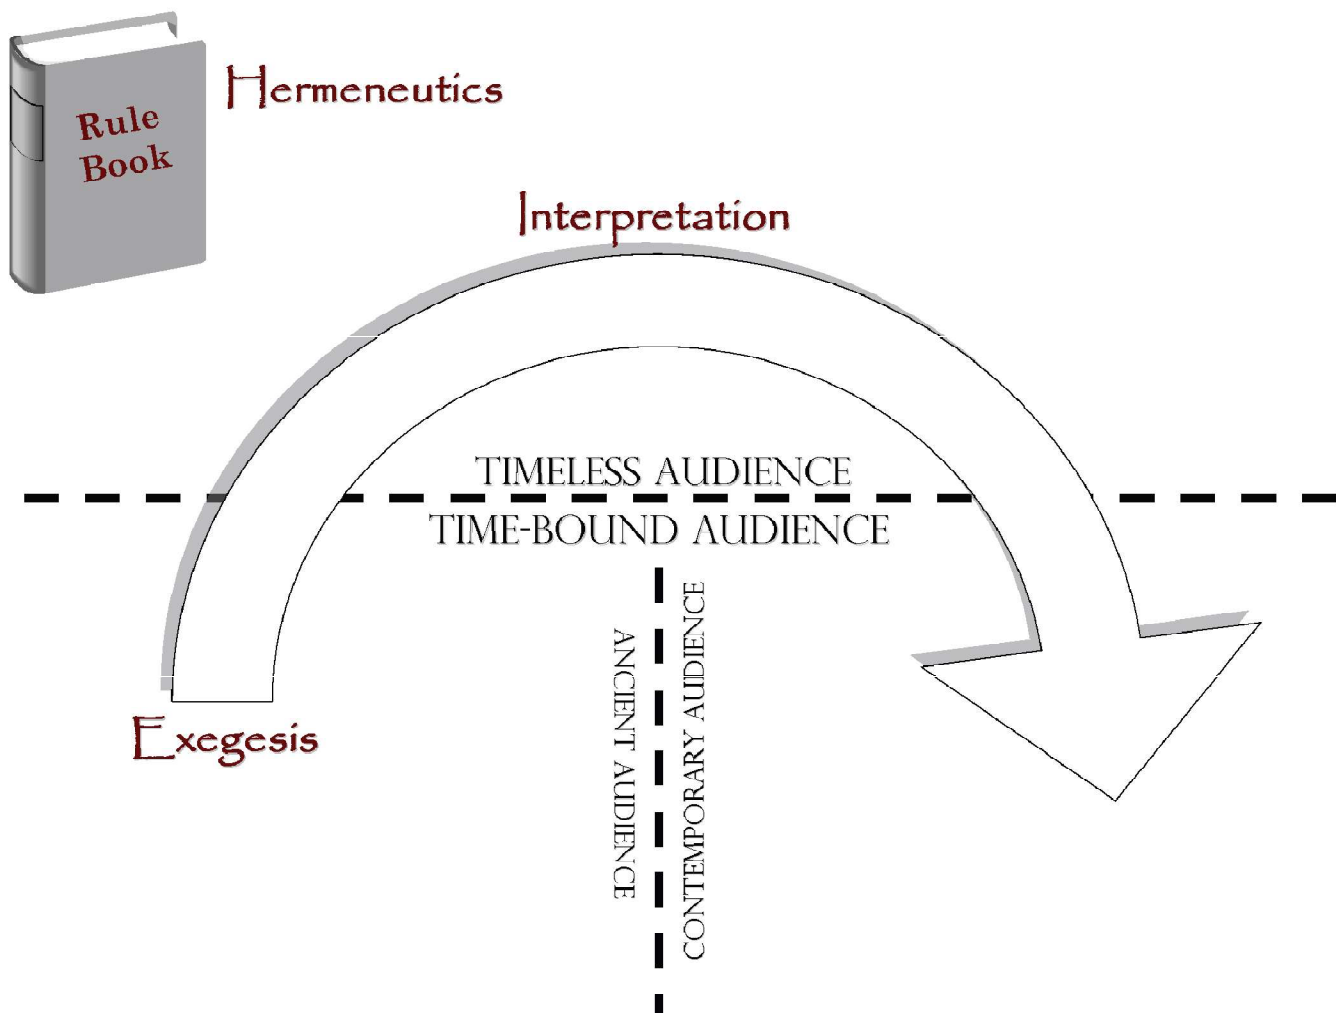 Rule
Book
Hermeneutics
Interpretation
TIMELESS AUDIENCE
TIME-BOUND AUDIENCE
ANCIENT AUDIENCE
CONTEMPORARY AUDIENCE
Exegesis